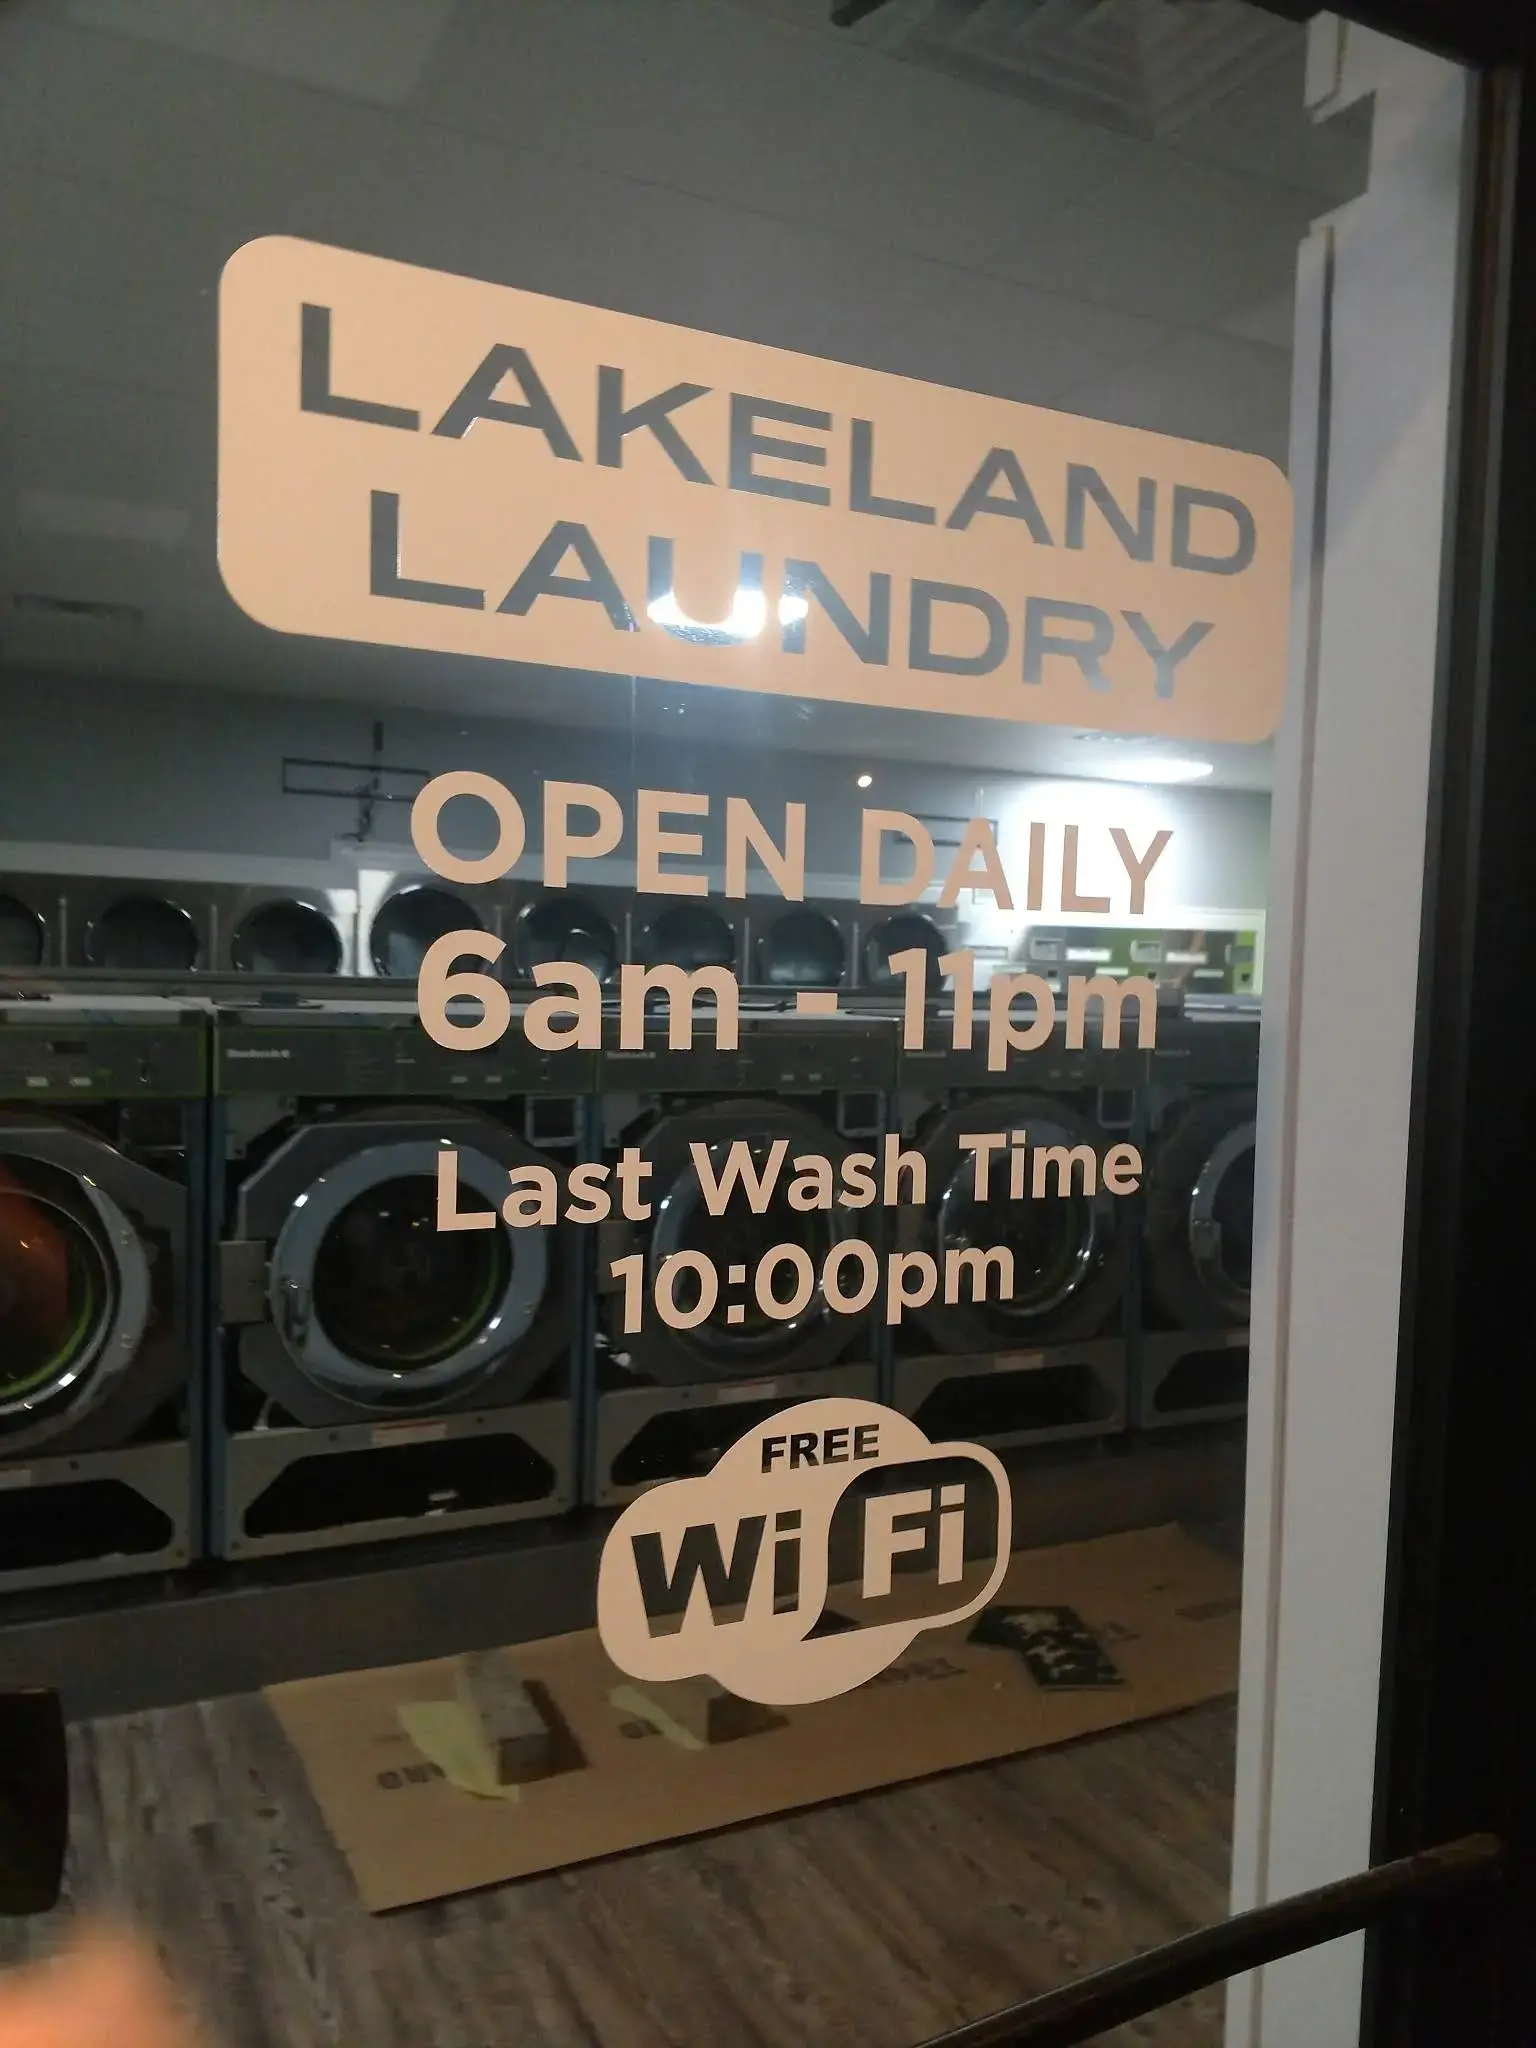 LAKELAND
LAUNDRY
OPEN DAILY
6am - 11pm
Last Wash Time
10:00pm
FREE
WiFi